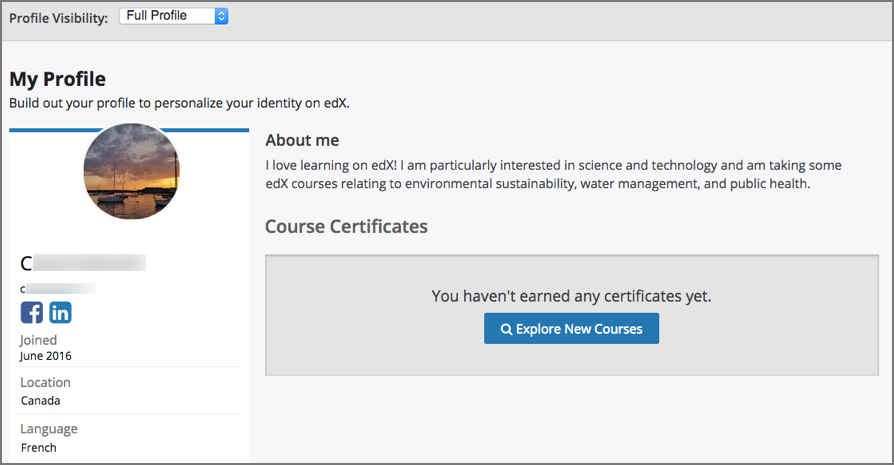 Profile Visibility: Full Profile
My Profile
Build out your profile to personalize your identity on edX.
About me
I love learning on edX! I am particularly interested in science and technology and am taking some
edX courses relating to environmental sustainability, water management, and public health.
Course Certificates
You haven't earned any certificates yet.
Explore New Courses
C
c
f in
Joined
June 2016
Location
Canada
Language
French